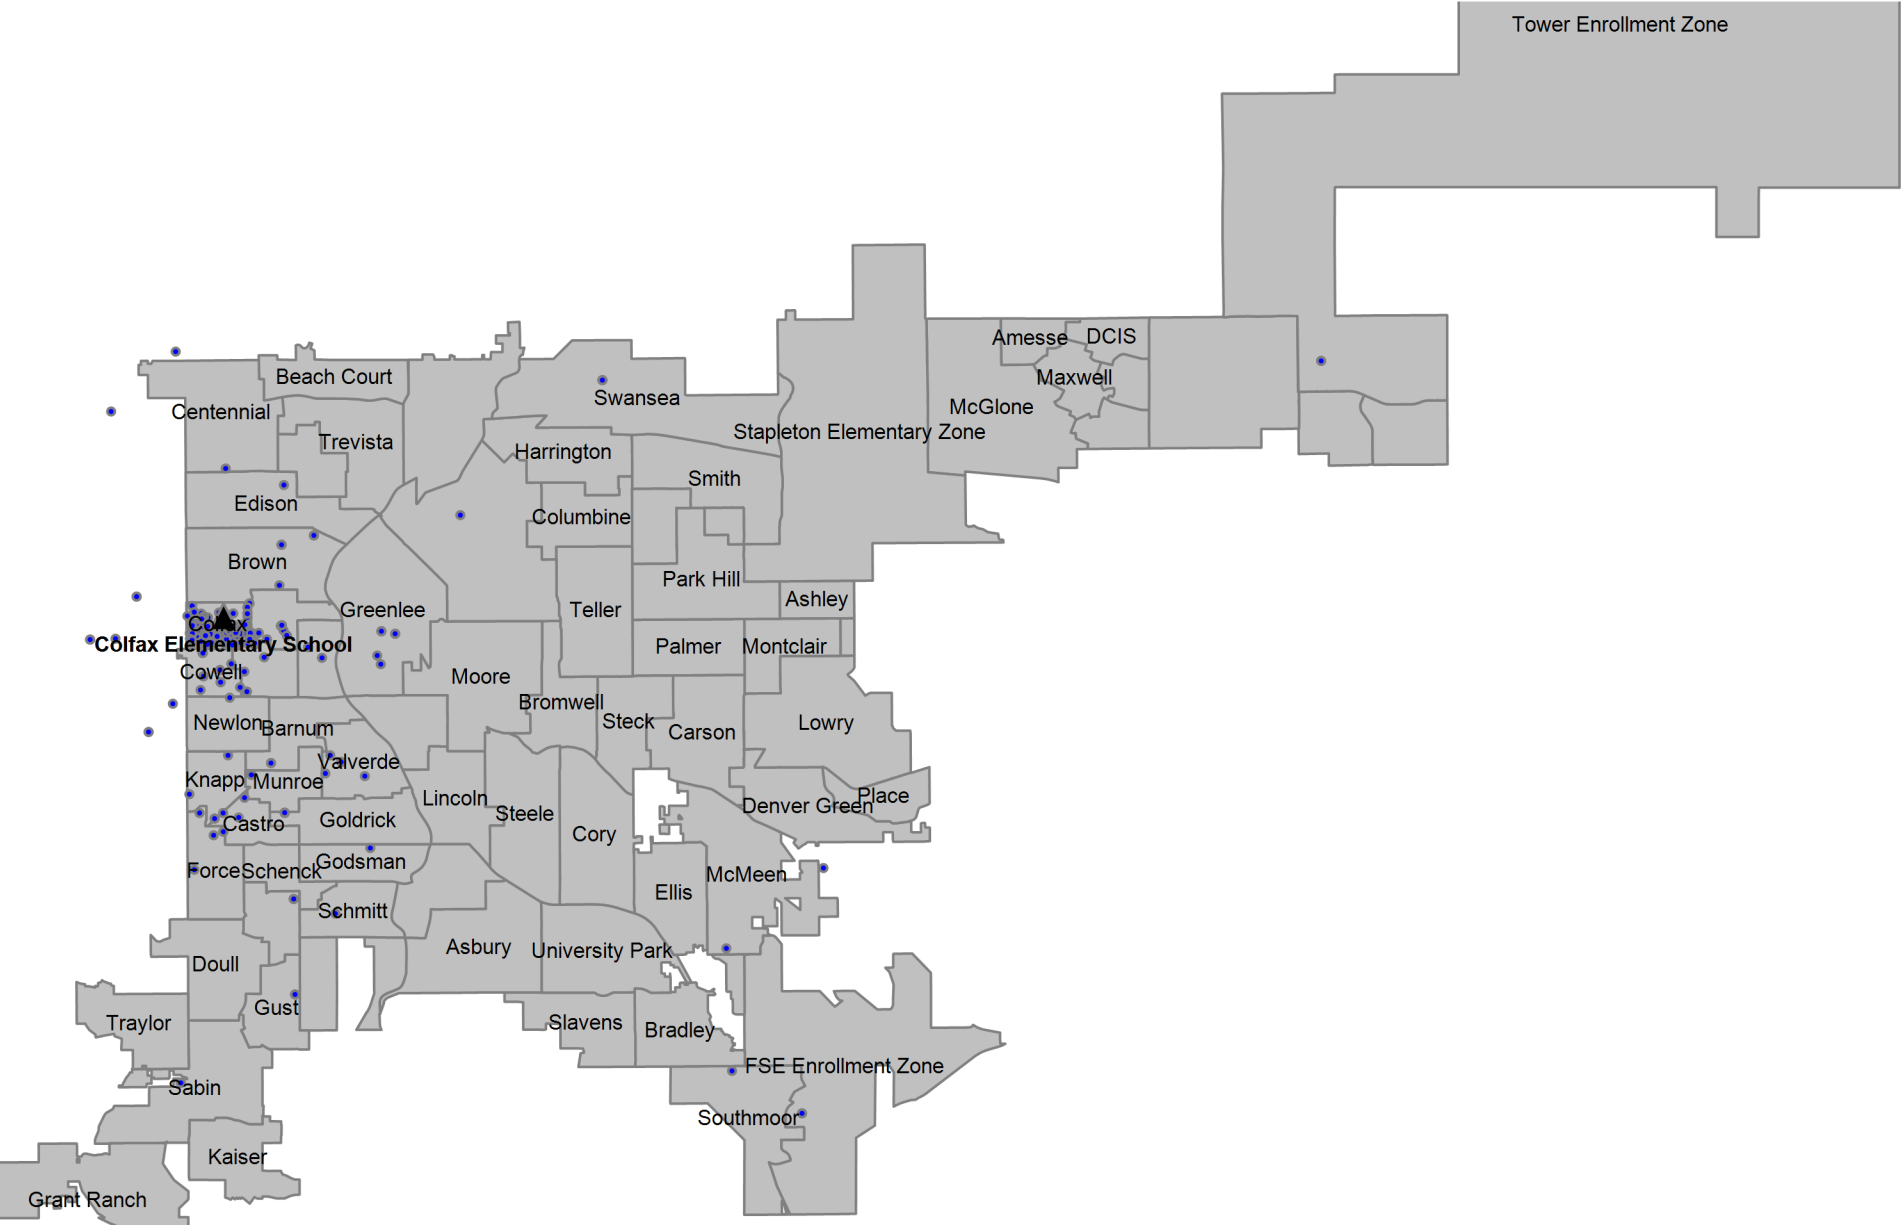 Tower Enrollment Zone
Amesse
DCIS
Beach Court
Maxwell
Swansea
Centennial
McGlone
Stapleton Elementary Zone
Trevista
Harrington
Smith
Edison
Columbine
Brown
Park Hill
Ashley
Greenlee
Teller
Colfax
Colfax Elementary School
Palmer
Montclair
Cowell
Moore
Bromwell
Newlon
Barnum
Steck
Carson
Lowry
Valverde
Knapp
Munroe
Lincoln
Place
Denver Green
Steele
Castro
Goldrick
Cory
Godsman
Force
Schenck
McMeen
Ellis
Schmitt
Asbury
University Park
Doull
Gust
Traylor
Slavens
Bradley
FSE Enrollment Zone
Sabin
Southmoor
Kaiser
Grant Ranch